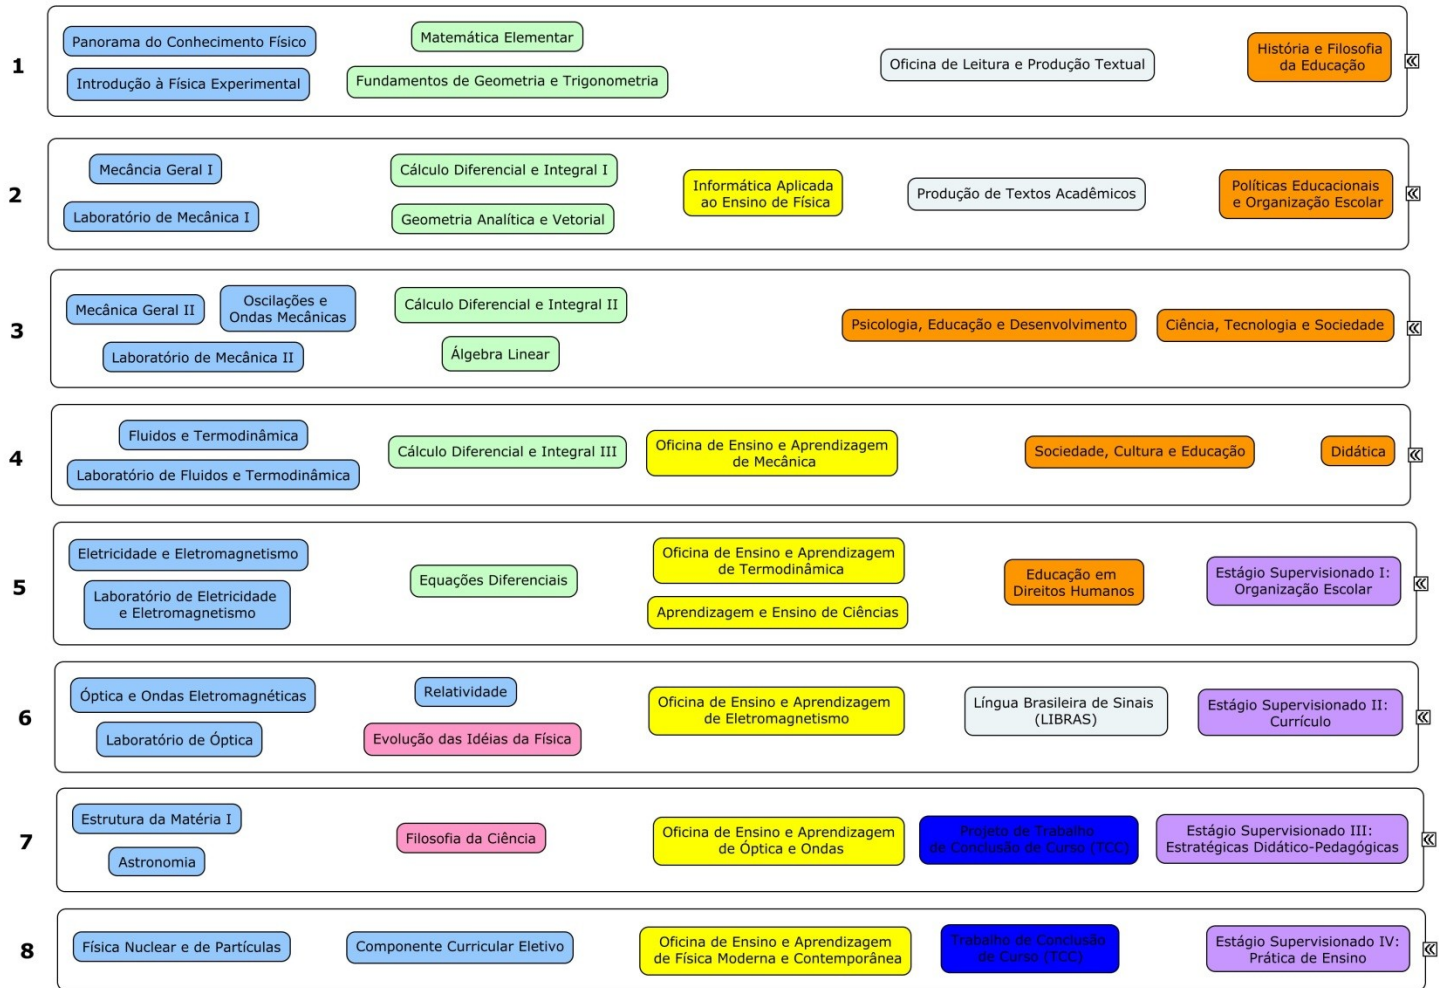 1
Panorama do Conhecimento Físico
Introdução à Física Experimental
Matemática Elementar
Fundamentos de Geometria e Trigonometria
Oficina de Leitura e Produção Textual
História e Filosofia
da Educação
2
Mecância Geral I
Laboratório de Mecânica I
Cálculo Diferencial e Integral I
Geometria Analítica e Vetorial
Informática Aplicada
ao Ensino de Física
Produção de Textos Acadêmicos
Políticas Educacionais
e Organização Escolar
3
Mecânica Geral II
Oscilações e
Ondas Mecânicas
Laboratório de Mecânica II
Cálculo Diferencial e Integral II
Álgebra Linear
Psicologia, Educação e Desenvolvimento
Ciência, Tecnologia e Sociedade
4
Fluidos e Termodinâmica
Laboratório de Fluidos e Termodinâmica
Cálculo Diferencial e Integral III
Oficina de Ensino e Aprendizagem
de Mecânica
Sociedade, Cultura e Educação
Didática
5
Eletricidade e Eletromagnetismo
Laboratório de Eletricidade
e Eletromagnetismo
Equações Diferenciais
Oficina de Ensino e Aprendizagem
de Termodinâmica
Aprendizagem e Ensino de Ciências
Educação em
Direitos Humanos
Estágio Supervisionado I:
Organização Escolar
6
Óptica e Ondas Eletromagnéticas
Laboratório de Óptica
Relatividade
Evolução das Idéias da Física
Oficina de Ensino e Aprendizagem
de Eletromagnetismo
Língua Brasileira de Sinais
(LIBRAS)
Estágio Supervisionado II:
Currículo
7
Estrutura da Matéria I
Astronomia
Filosofia da Ciência
Oficina de Ensino e Aprendizagem
de Óptica e Ondas
Projeto de Trabalho
de Conclusão de Curso (TCC)
Estágio Supervisionado III:
Estratégicas Didático-Pedagógicas
8
Física Nuclear e de Partículas
Componente Curricular Eletivo
Oficina de Ensino e Aprendizagem
de Física Moderna e Contemporânea
Trabalho de Conclusão
de Curso (TCC)
Estágio Supervisionado IV:
Prática de Ensino